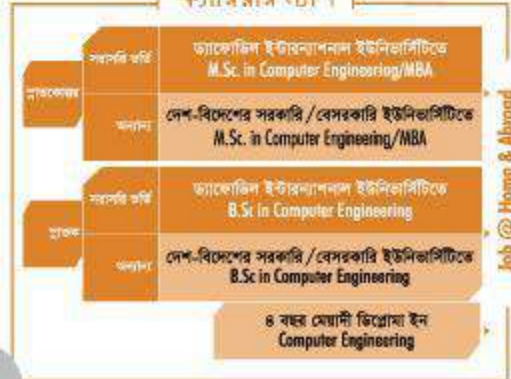 সরাসরি ভর্তি
ড্যাফোডিল ইন্টারন্যাশনাল ইউনিভার্সিটিতে
M.Sc. in Computer Engineering/MBA
স্নাতকোত্তর
অন্যান্য
দেশ-বিদেশের সরকারি/বেসরকারি ইউনিভার্সিটিতে
M.Sc. in Computer Engineering/MBA
সরাসরি ভর্তি
ড্যাফোডিল ইন্টারন্যাশনাল ইউনিভার্সিটিতে
B.Sc in Computer Engineering
স্নাতক
অন্যান্য
দেশ-বিদেশের সরকারি/বেসরকারি ইউনিভার্সিটিতে
B.Sc in Computer Engineering
৪ বছর মেয়াদী ডিপ্লোমা ইন
Computer Engineering
Job @ Home & Abroad